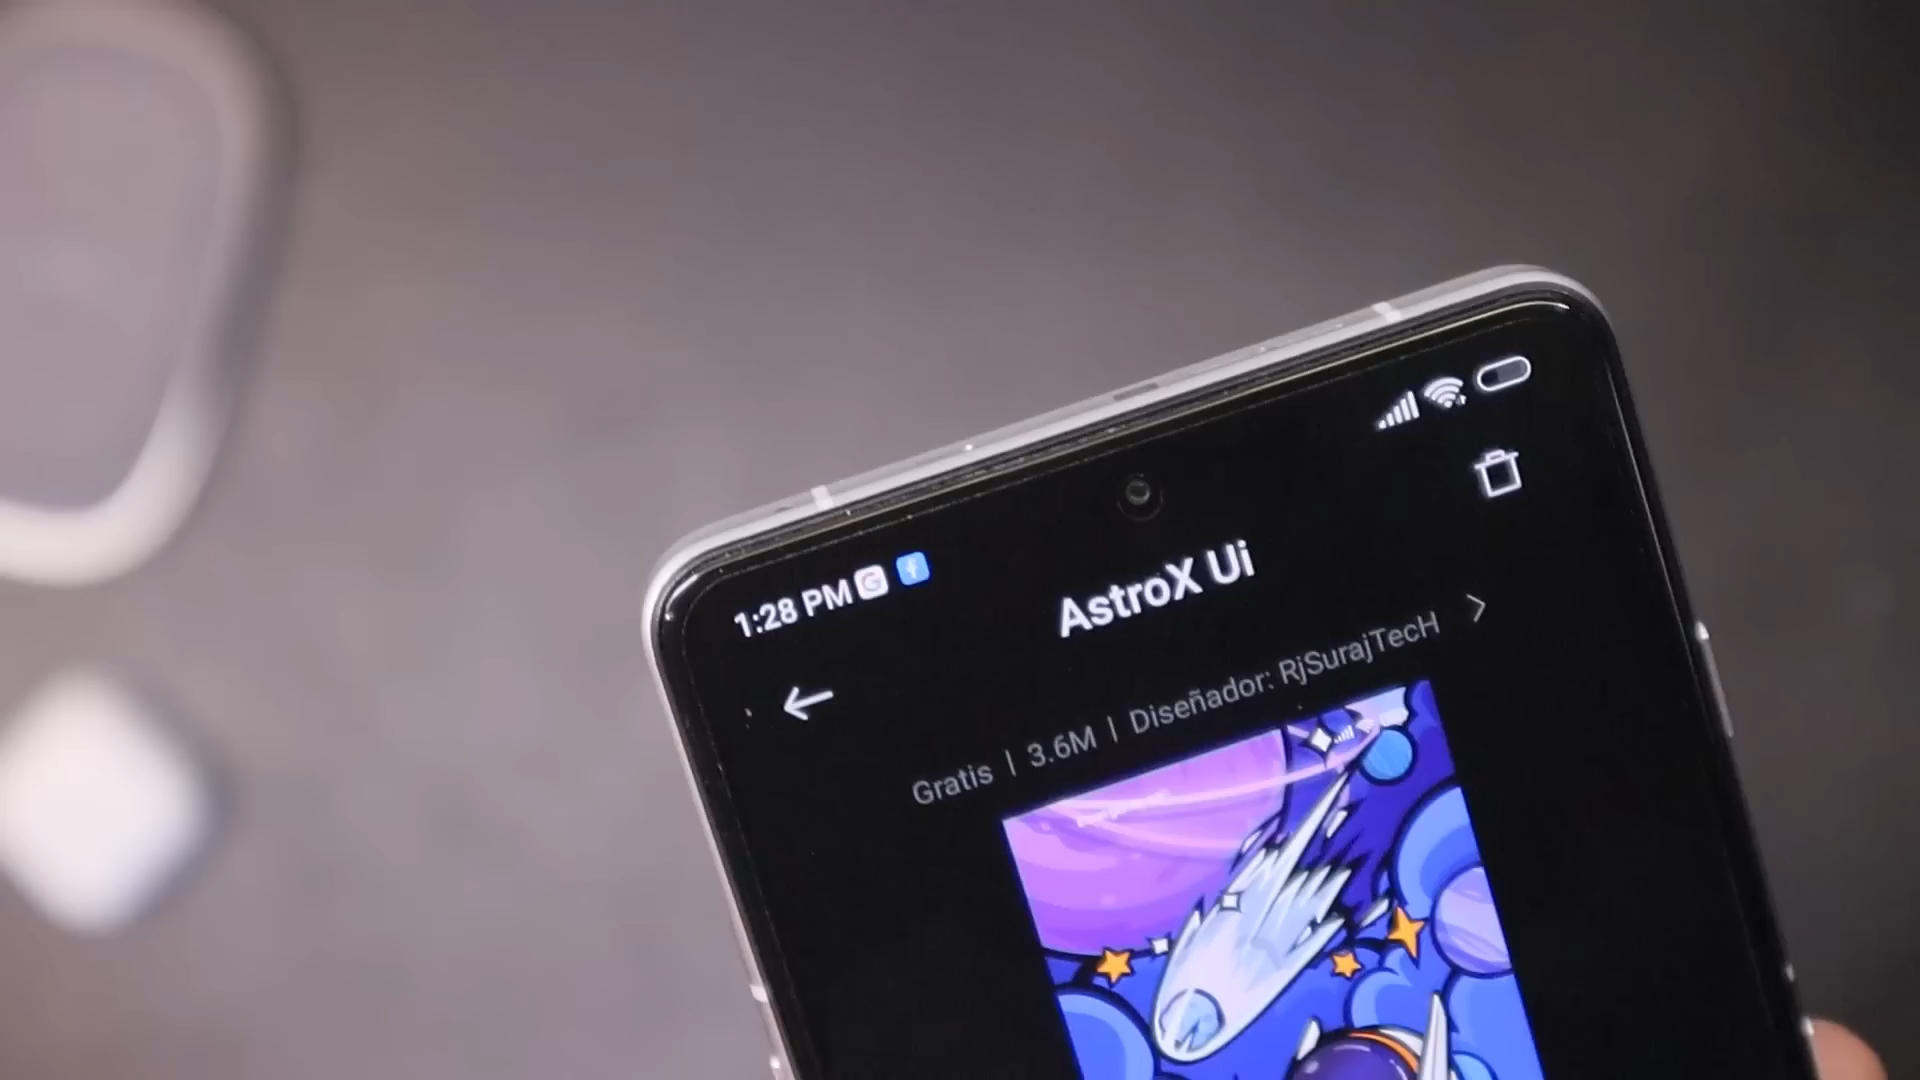 1:28 PM
AstroX Ui
Gratis | 3.6M | Diseñador: RjSurajTecH